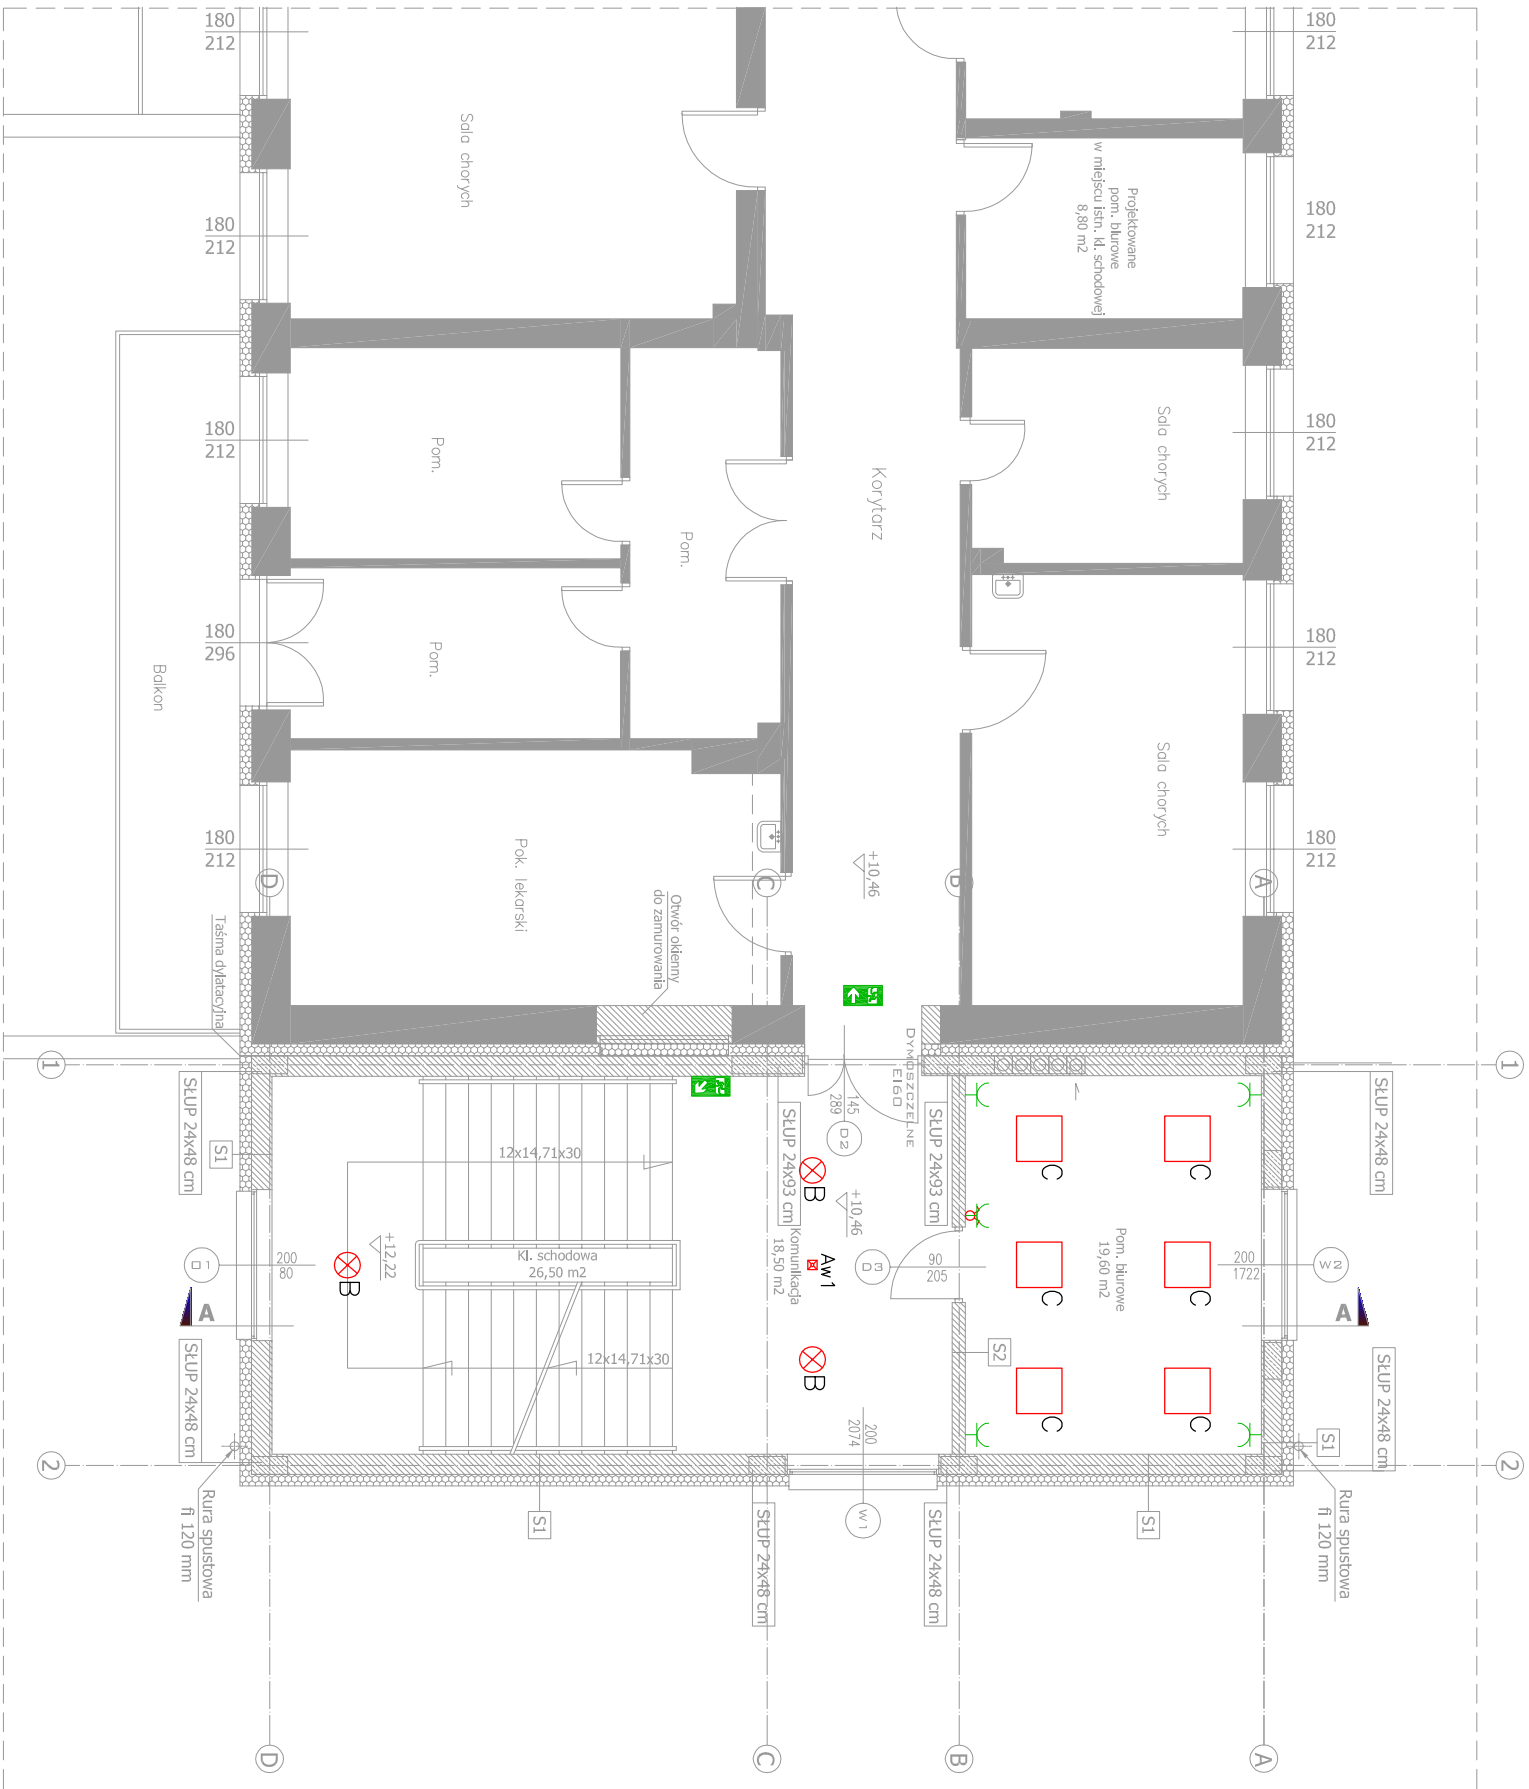 180
212
180
212
Sala chorych
Projektowane
pom. biurowe
w miejscu istn. kl. schodowej
8,80 m2
180
212
180
212
180
212
Pom.
Korytarz
Sala chorych
180
212
Pom.
180
296
Pom.
180
212
Balkon
Sala chorych
180
212
Pok. lekarski
180
212
+10,46
D
C
B
A
Otwór okienny
do zamurowania
Taśma dylatacyjna
DYMOSZCZELNE
EI60
1
1
SŁUP 24x48 cm
SŁUP 24x93 cm
145
289
D2
SŁUP 24x93 cm
SŁUP 24x48 cm
S1
12x14,71x30
B
+10,46
C
C
Komunikacja
18,50 m2
Aw1
D3
90
205
Pom. biurowe
19,60 m2
200
1722
W2
O1
200
80
+12,22
B
Kl. schodowa
26,50 m2
C
C
A
A
SŁUP 24x48 cm
12x14,71x30
B
S2
C
C
SŁUP 24x48 cm
200
2074
S1
2
2
Rura spustowa
fi 120 mm
S1
SŁUP 24x48 cm
W1
SŁUP 24x48 cm
S1
Rura spustowa
fi 120 mm
D
C
B
A